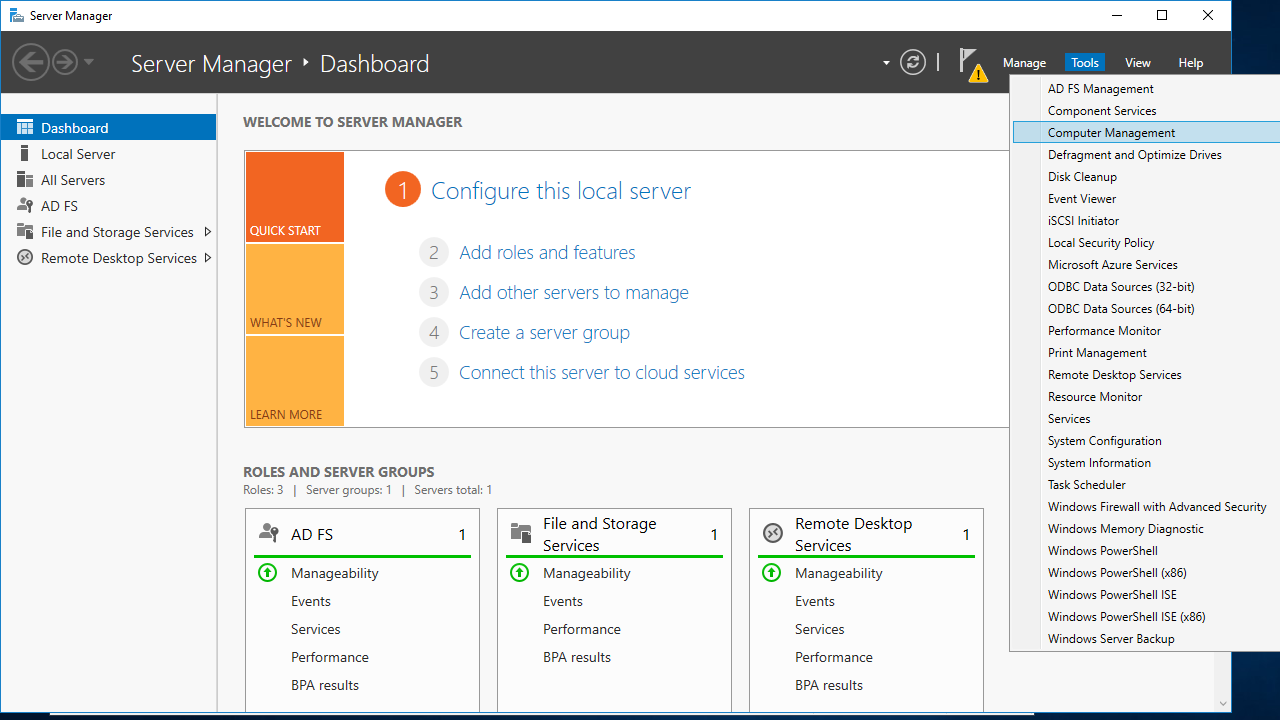 Server Manager
Server Manager
Dashboard
Manage
Tools
View
Help
Dashboard
Local Server
All Servers
AD FS
File and Storage Services
Remote Desktop Services
WELCOME TO SERVER MANAGER
QUICK START
WHAT'S NEW
LEARN MORE
1 Configure this local server
2 Add roles and features
3 Add other servers to manage
4 Create a server group
5 Connect this server to cloud services
ROLES AND SERVER GROUPS
Roles: 3 | Server groups: 1 | Servers total: 1
AD FS 1
Manageability
Events
Services
Performance
BPA results
File and Storage
Services 1
Manageability
Events
Performance
BPA results
Remote Desktop
Services 1
Manageability
Events
Services
Performance
BPA results
AD FS Management
Component Services
Computer Management
Defragment and Optimize Drives
Disk Cleanup
Event Viewer
iSCSI Initiator
Local Security Policy
Microsoft Azure Services
ODBC Data Sources (32-bit)
ODBC Data Sources (64-bit)
Performance Monitor
Print Management
Remote Desktop Services
Resource Monitor
Services
System Configuration
System Information
Task Scheduler
Windows Firewall with Advanced Security
Windows Memory Diagnostic
Windows PowerShell
Windows PowerShell (x86)
Windows PowerShell ISE
Windows PowerShell ISE (x86)
Windows Server Backup